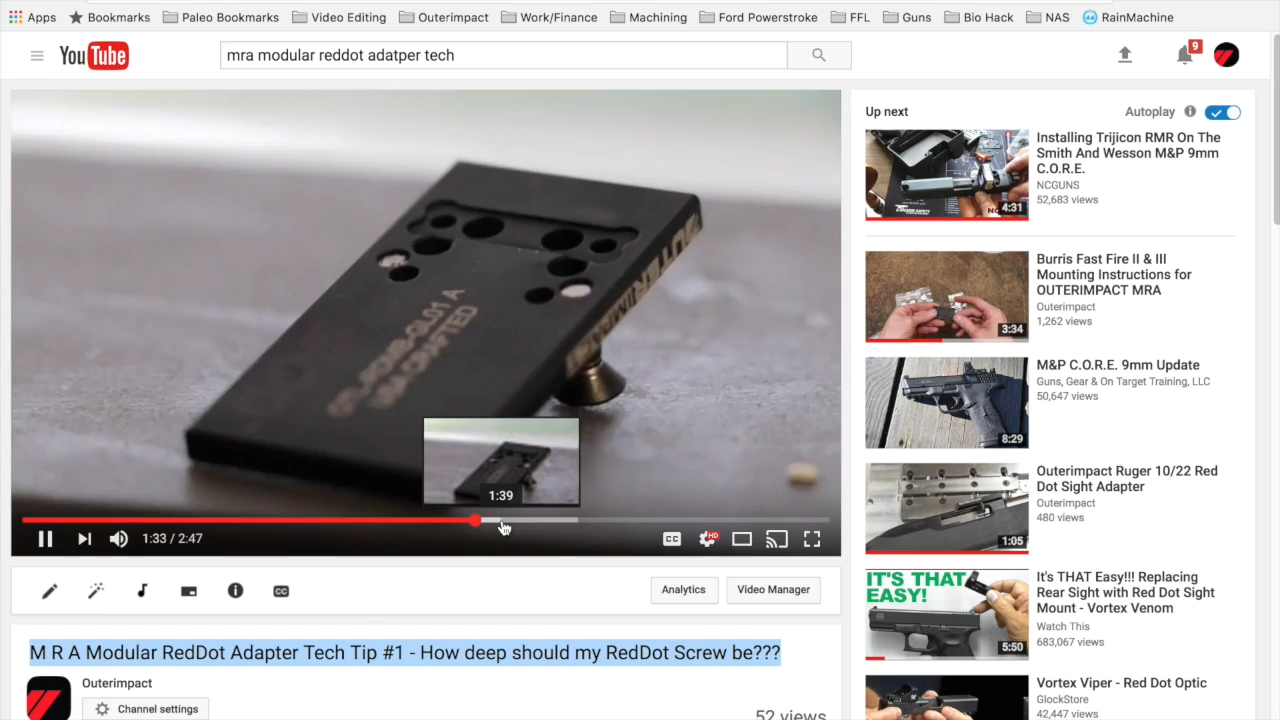 Apps Bookmarks Paleo Bookmarks Video Editing Outerimpact Work/Finance Machining Ford Powerstroke FFL Guns Bio Hack NAS RainMachine
YouTube
mra modular reddot adatper tech
9
OUTERIMPACT
GL01 A
CRAFTED
1:39
1:33 / 2:47
CC
HD
Analytics
Video Manager
M R A Modular RedDot Adapter Tech Tip #1 - How deep should my RedDot Screw be???
Outerimpact
Channel settings
52 views
Up next
Autoplay
4:31
Installing Trijicon RMR On The
Smith And Wesson M&P 9mm
C.O.R.E.
NCGUNS
52,683 views
3:34
Burris Fast Fire II & III
Mounting Instructions for
OUTERIMPACT MRA
Outerimpact
1,262 views
8:29
M&P C.O.R.E. 9mm Update
Guns, Gear & On Target Training, LLC
50,647 views
1:05
Outerimpact Ruger 10/22 Red
Dot Sight Adapter
Outerimpact
480 views
IT'S THAT
EASY!
5:50
It's THAT Easy!!! Replacing
Rear Sight with Red Dot Sight
Mount - Vortex Venom
Watch This
683,067 views
Vortex Viper - Red Dot Optic
GlockStore
42,447 views